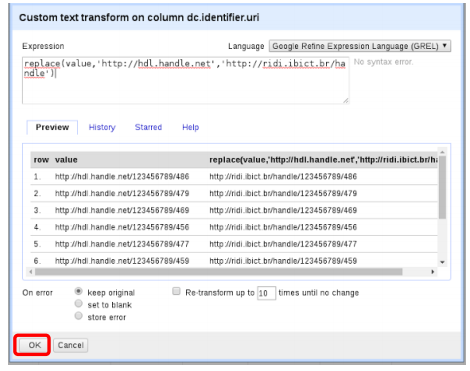 Custom text transform on column dc.identifier.uri
Expression
Language Google Refine Expression Language (GREL)
replace(value,'http://hdl.handle.net','http://ridi.ibict.br/ha
ndle')
No syntax error.
Preview History Starred Help
row value replace(value,'http://hdl.handle.net','http://ridi.ibict.br/h
1. http://hdl.handle.net/123456789/486 http://ridi.ibict.br/handle/123456789/486
2. http://hdl.handle.net/123456789/479 http://ridi.ibict.br/handle/123456789/479
3. http://hdl.handle.net/123456789/469 http://ridi.ibict.br/handle/123456789/469
4. http://hdl.handle.net/123456789/456 http://ridi.ibict.br/handle/123456789/456
5. http://hdl.handle.net/123456789/477 http://ridi.ibict.br/handle/123456789/477
6. http://hdl.handle.net/123456789/459 http://ridi.ibict.br/handle/123456789/459
On error keep original Re-transform up to 10 times until no change
set to blank
store error
OK Cancel